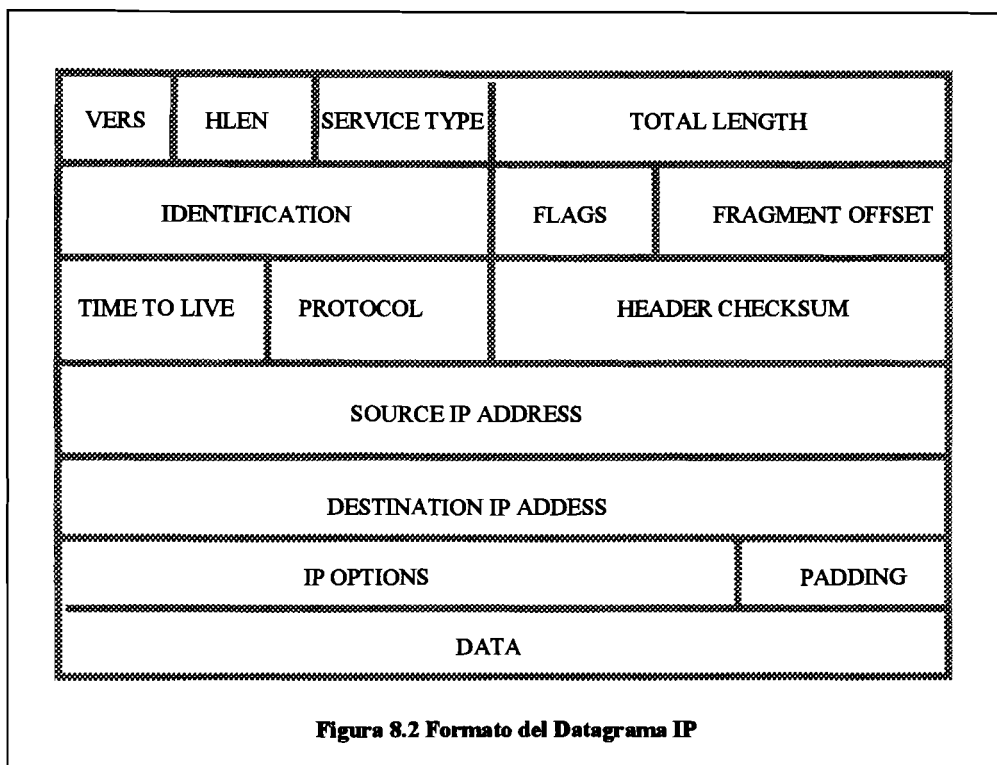 VERS HLEN SERVICE TYPE TOTAL LENGTH
IDENTIFICATION FLAGS FRAGMENT OFFSET
TIME TO LIVE PROTOCOL HEADER CHECKSUM
SOURCE IP ADDRESS
DESTINATION IP ADDESS
IP OPTIONS PADDING
DATA
Figura 8.2 Formato del Datagrama IP